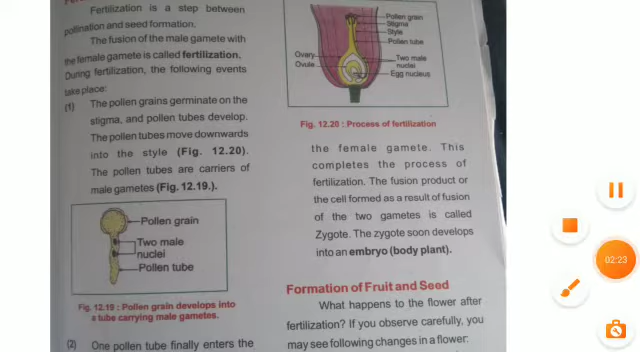 Fertilization is a step between
pollination and seed formation.
The fusion of the male gamete with
the female gamete is called fertilization.
During fertilization, the following events
take place:
(1) The pollen grains germinate on the
stigma, and pollen tubes develop.
The pollen tubes move downwards
into the style (Fig. 12.20).
The pollen tubes are carriers of
male gametes (Fig. 12.19.).
Pollen grain
Two male
nuclei
Pollen tube
Fig. 12.19 : Pollen grain develops into
a tube carrying male gametes.
(2) One pollen tube finally enters the
Pollen grain
Stigma
Style
Pollen tube
Ovary
Ovule
Two male
nuclei
Egg nucleus
Fig. 12.20 : Process of fertilization
the female gamete. This
completes the process of
fertilization. The fusion product or
the cell formed as a result of fusion
of the two gametes is called
Zygote. The zygote soon develops
into an embryo (body plant).
Formation of Fruit and Seed
What happens to the flower after
fertilization? If you observe carefully, you
may see following changes in a flower:
02:23